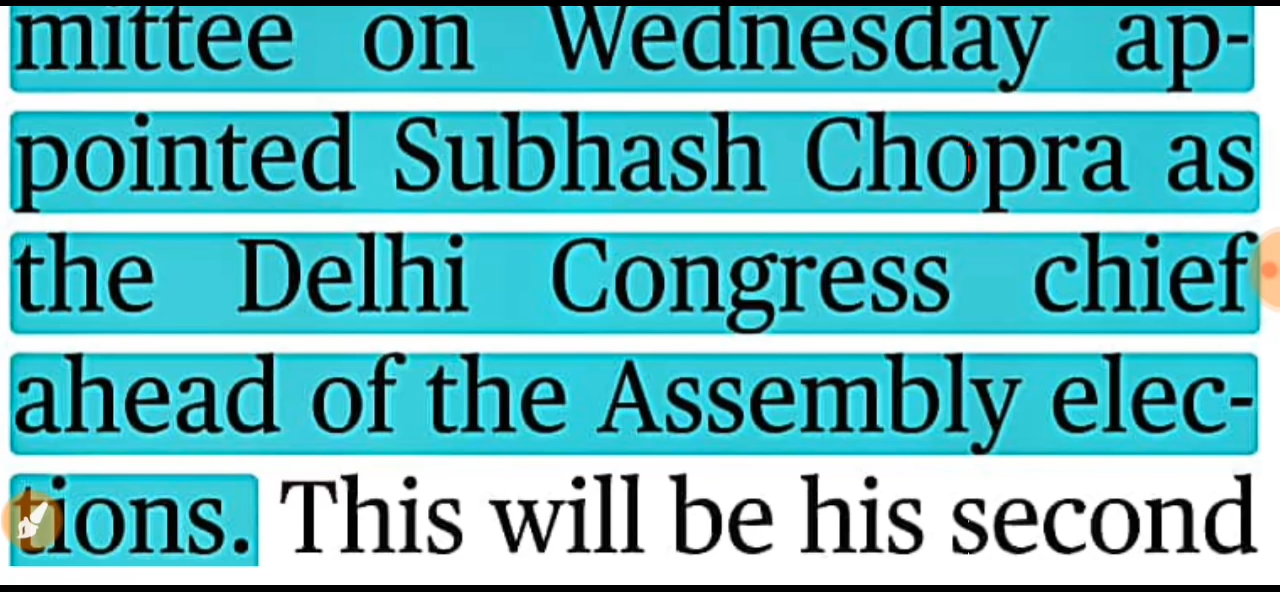 mittee on Wednesday ap-
pointed Subhash Chopra as
the Delhi Congress chief
ahead of the Assembly elec-
tions. This will be his second